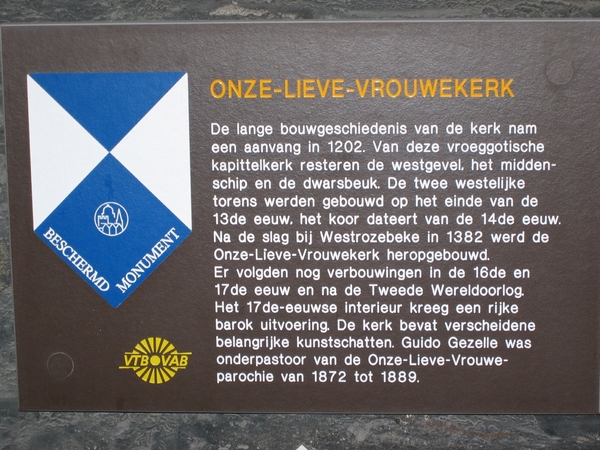 ONZE-LIEVE-VROUWEKERK
De lange bouwgeschiedenis van de kerk nam
een aanvang in 1202. Van deze vroeggotische
kapittelkerk resteren de westgevel, het midden-
schip en de dwarsbeuk. De twee westelijke
torens werden gebouwd op het einde van de
13de eeuw, het koor dateert van de 14de eeuw.
Na de slag bij Westrozebeke in 1382 werd de
Onze-Lieve-Vrouwekerk heropgebouwd.
Er volgden nog verbouwingen in de 16de en
17de eeuw en na de Tweede Wereldoorlog.
Het 17de-eeuwse interieur kreeg een rijke
barok uitvoering. De kerk bevat verscheidene
belangrijke kunstschatten. Guido Gezelle was
onderpastoor van de Onze-Lieve-Vrouwe-
parochie van 1872 tot 1889.
BESCHERMD
MONUMENT
VTB VAB